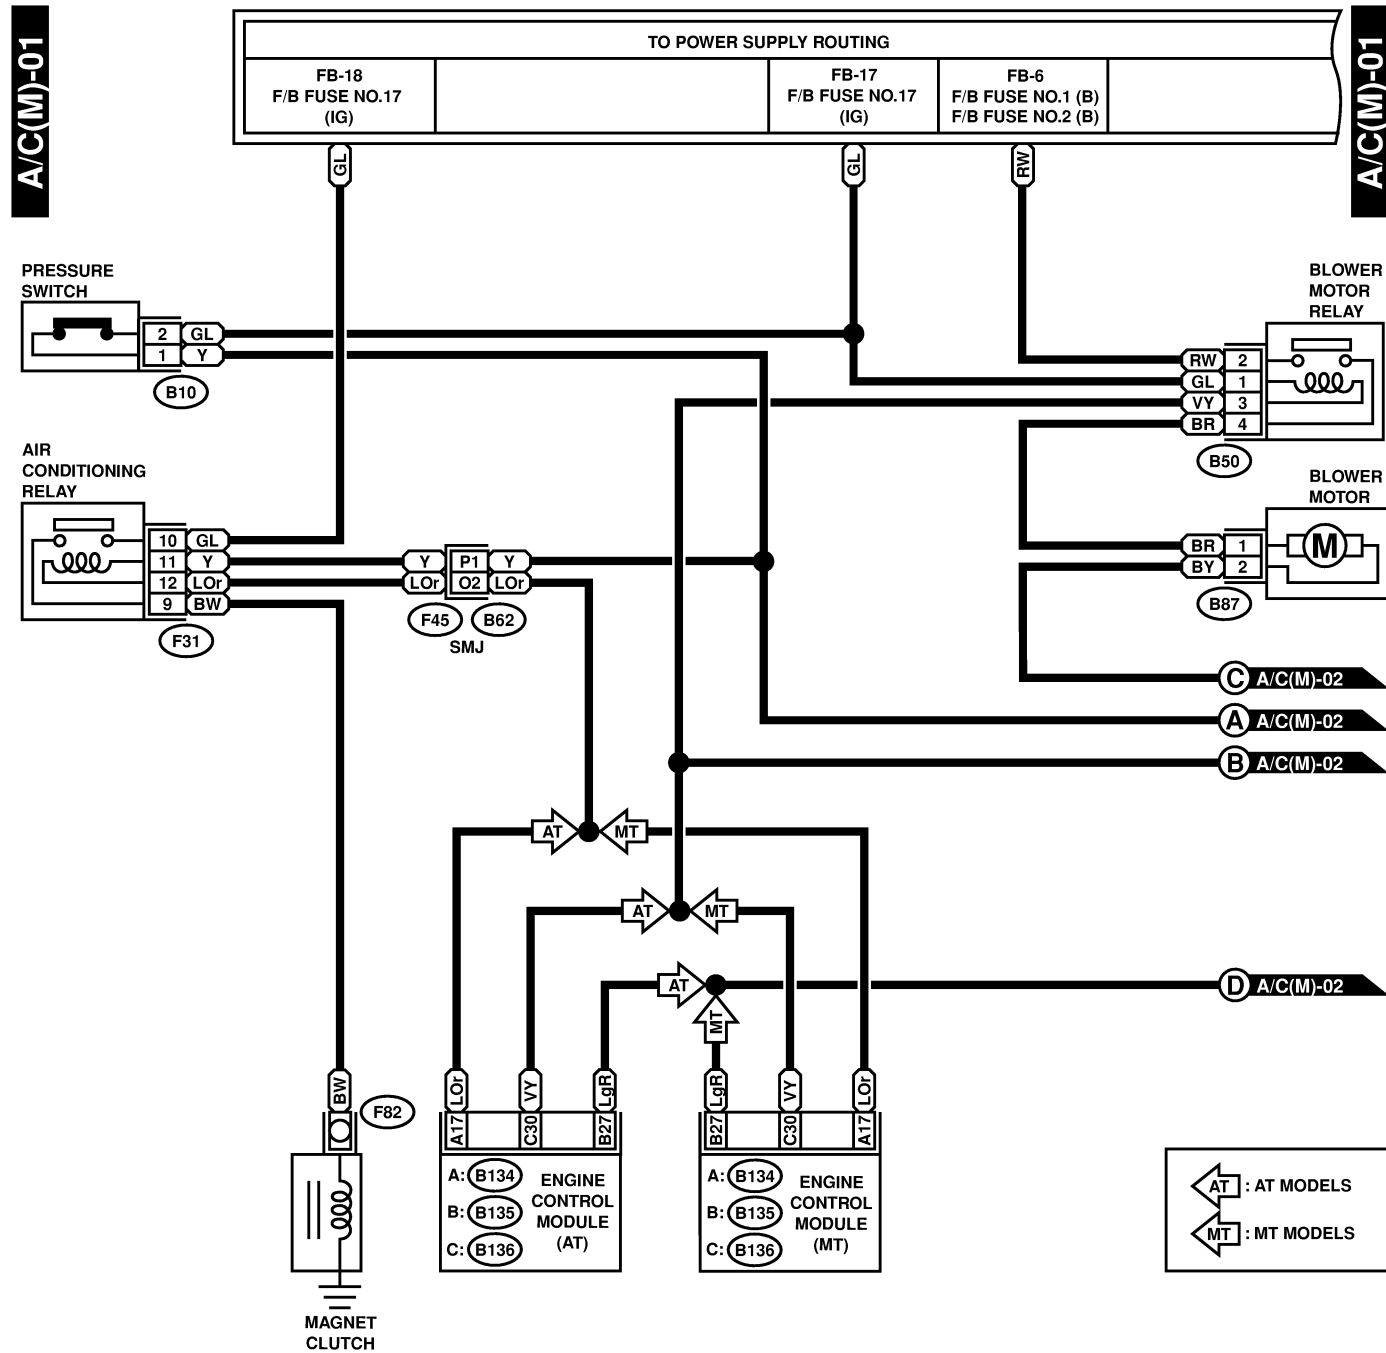 A/C(M)-01
A/C(M)-01
TO POWER SUPPLY ROUTING
FB-18
F/B FUSE NO.17
(IG)
FB-17
F/B FUSE NO.17
(IG)
FB-6
F/B FUSE NO.1 (B)
F/B FUSE NO.2 (B)
GL
GL
RW
PRESSURE
SWITCH
2 GL
1 Y
B10
BLOWER
MOTOR
RELAY
RW 2
GL 1
VY 3
BR 4
B50
AIR
CONDITIONING
RELAY
10 GL
11 Y
12 LOr
9 BW
F31
Y P1 Y
LOr O2 LOr
F45 B62
SMJ
BLOWER
MOTOR
M
BR 1
BY 2
B87
C A/C(M)-02
A A/C(M)-02
B A/C(M)-02
AT MT
AT MT
AT
MT
D A/C(M)-02
BW
F82
LOr VY LgR
A17 C30 B27
A: B134
B: B135
C: B136
ENGINE
CONTROL
MODULE
(AT)
LgR VY LOr
B27 C30 A17
A: B134
B: B135
C: B136
ENGINE
CONTROL
MODULE
(MT)
AT : AT MODELS
MT : MT MODELS
MAGNET
CLUTCH